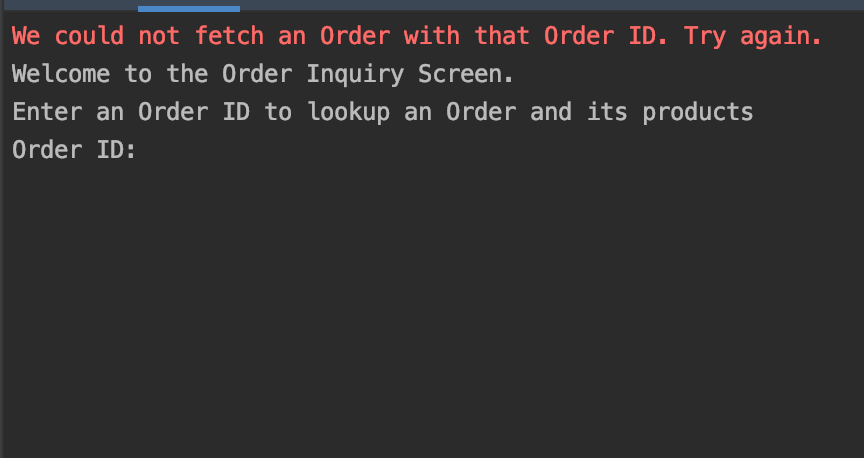 We could not fetch an Order with that Order ID. Try again.
Welcome to the Order Inquiry Screen.
Enter an Order ID to lookup an Order and its products
Order ID: